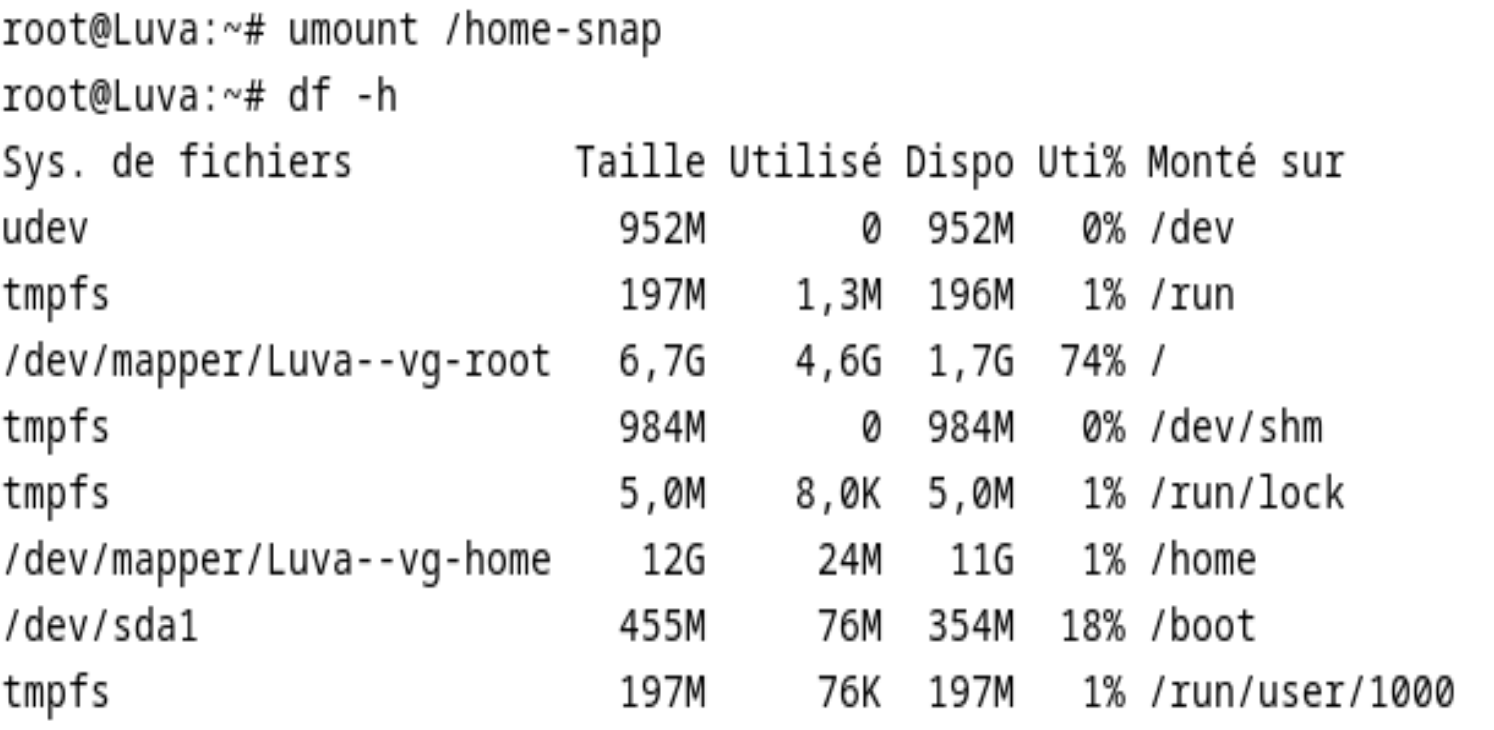 root@Luva:~# umount /home-snap
root@Luva:~# df -h
Sys. de fichiers Taille Utilisé Dispo Uti% Monté sur
udev 952M 0 952M 0% /dev
tmpfs 197M 1,3M 196M 1% /run
/dev/mapper/Luva--vg-root 6,7G 4,6G 1,7G 74% /
tmpfs 984M 0 984M 0% /dev/shm
tmpfs 5,0M 8,0K 5,0M 1% /run/lock
/dev/mapper/Luva--vg-home 12G 24M 11G 1% /home
/dev/sda1 455M 76M 354M 18% /boot
tmpfs 197M 76K 197M 1% /run/user/1000